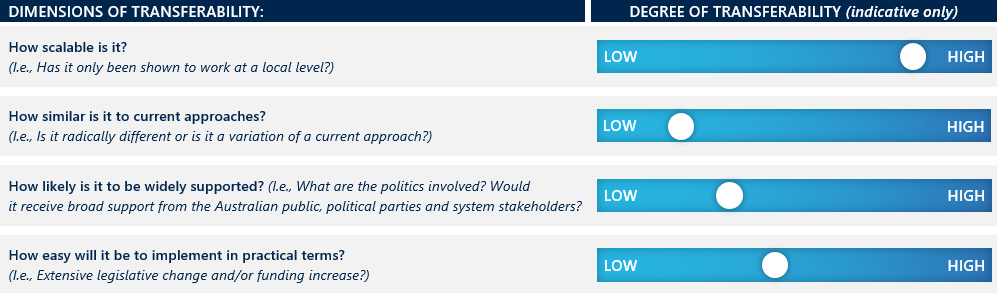 DIMENSIONS OF TRANSFERABILITY:
DEGREE OF TRANSFERABILITY (indicative only)
How scalable is it?
(I.e., Has it only been shown to work at a local level?)
LOW
HIGH
How similar is it to current approaches?
(I.e., Is it radically different or is it a variation of a current approach?)
LOW
HIGH
How likely is it to be widely supported? (I.e., What are the politics involved? Would
it receive broad support from the Australian public, political parties and system stakeholders?
LOW
HIGH
How easy will it be to implement in practical terms?
(I.e., Extensive legislative change and/or funding increase?)
LOW
HIGH